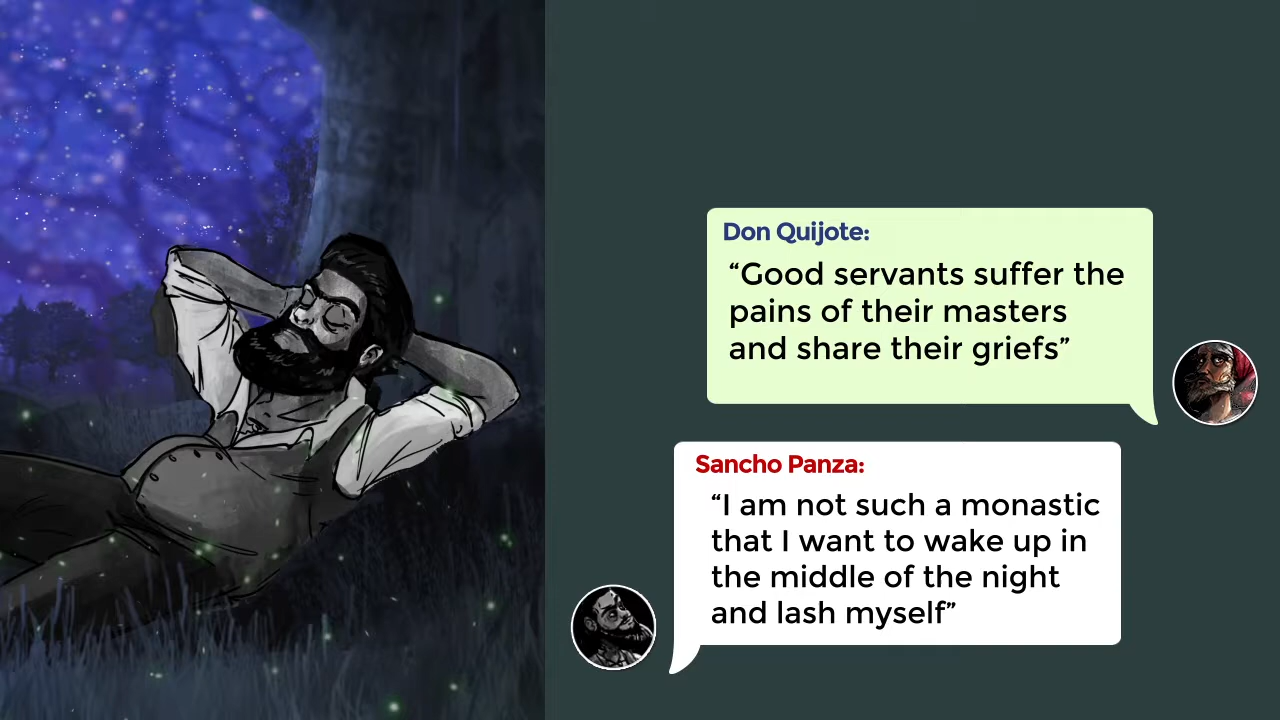 Don Quijote:
“Good servants suffer the
pains of their masters
and share their griefs”
Sancho Panza:
“I am not such a monastic
that I want to wake up in
the middle of the night
and lash myself”